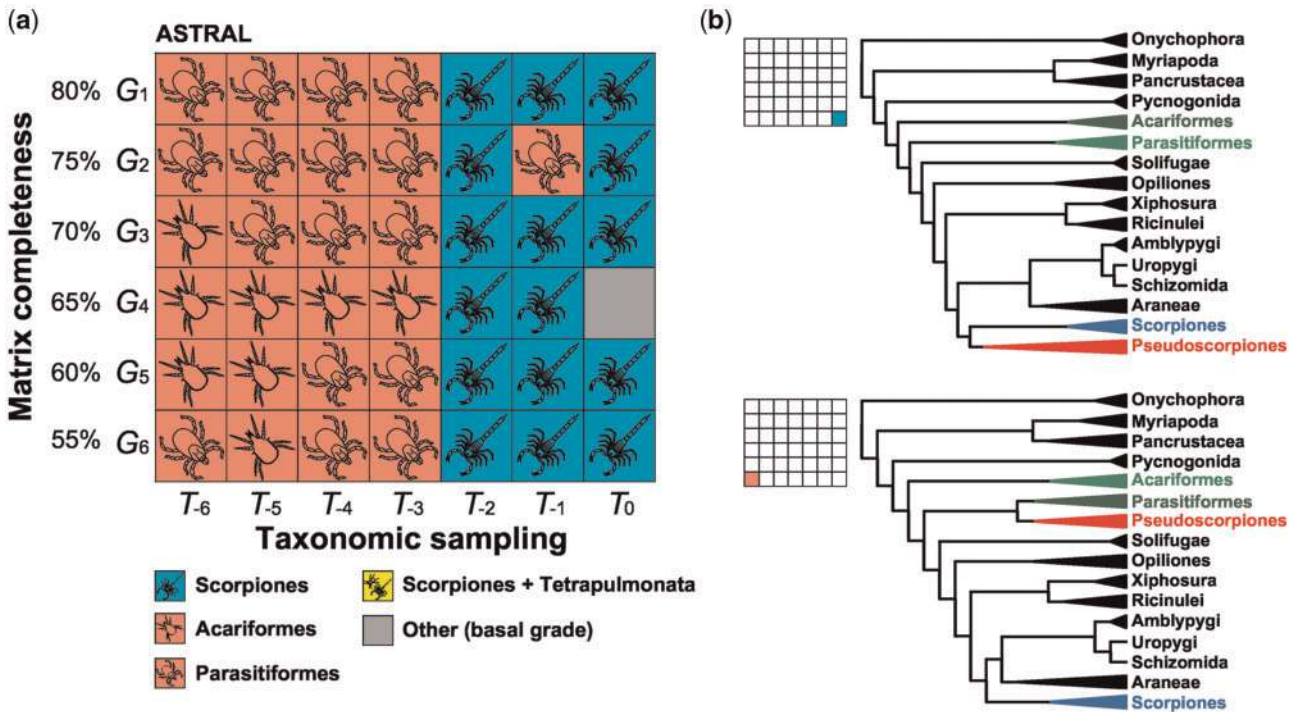 (a)
ASTRAL
Matrix completeness
80% G1
75% G2
70% G3
65% G4
60% G5
55% G6
T-6 T-5 T-4 T-3 T-2 T-1 T0
Taxonomic sampling
Scorpiones
Acariformes
Parasitiformes
Scorpiones + Tetrapulmonata
Other (basal grade)
(b)
Onychophora
Myriapoda
Pancrustacea
Pycnogonida
Acariformes
Parasitiformes
Solifugae
Opiliones
Xiphosura
Ricinulei
Amblypygi
Uropygi
Schizomida
Araneae
Scorpiones
Pseudoscorpiones
Onychophora
Myriapoda
Pancrustacea
Pycnogonida
Acariformes
Parasitiformes
Pseudoscorpiones
Solifugae
Opiliones
Xiphosura
Ricinulei
Amblypygi
Uropygi
Schizomida
Araneae
Scorpiones